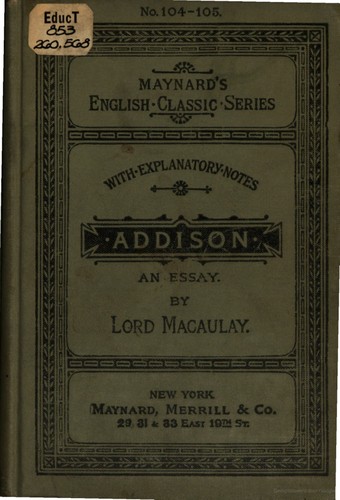 No. 104-105.
EducT
853
260,568
MAYNARD'S
ENGLISH·CLASSIC·SERIES
WITH·EXPLANATORY·NOTES
·ADDISON·
AN ESSAY.
BY
LORD MACAULAY.
NEW YORK
MAYNARD, MERRILL & Co.
29, 31 & 33 EAST 19TH ST.